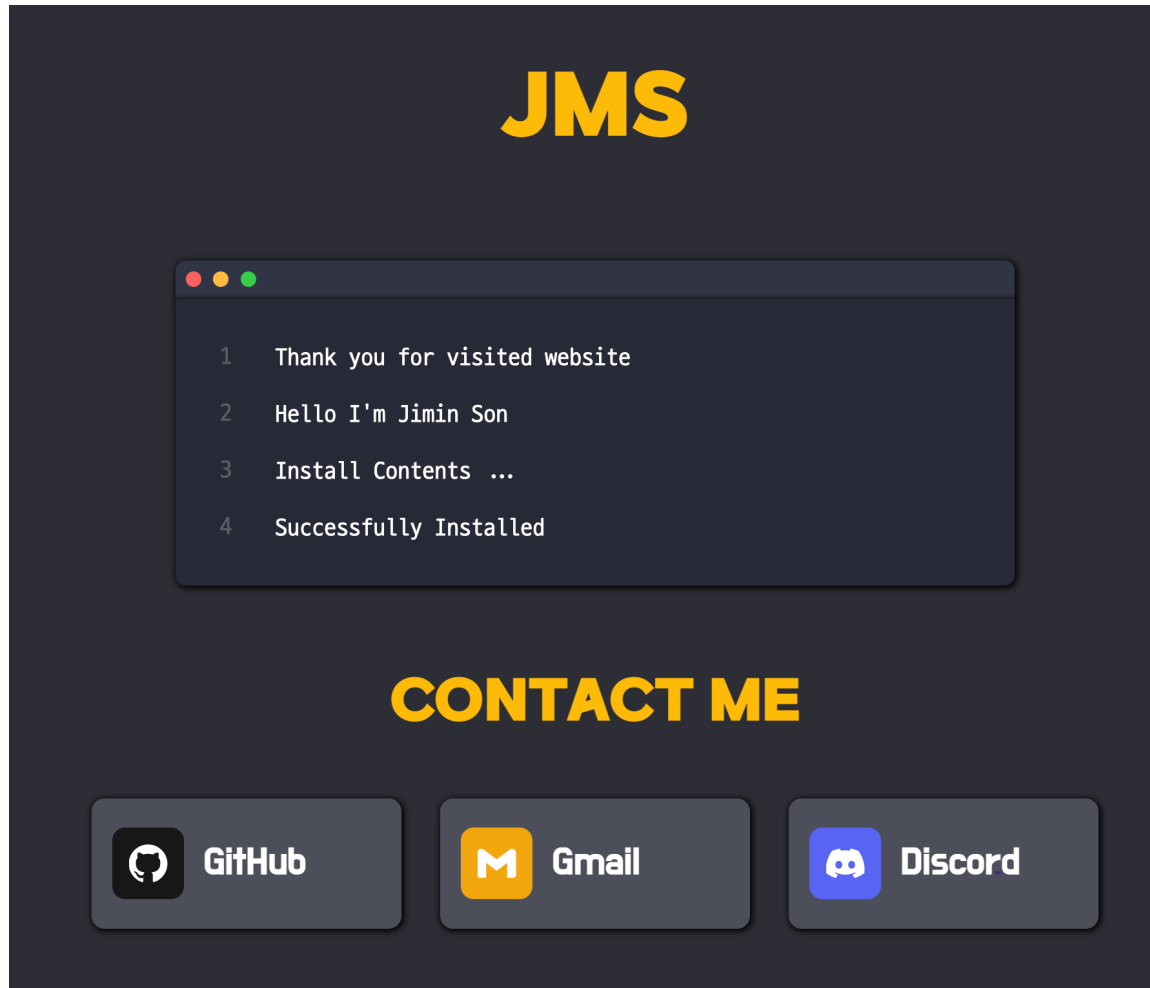 JMS
1 Thank you for visited website
2 Hello I'm Jimin Son
3 Install Contents ...
4 Successfully Installed
CONTACT ME
GitHub Gmail Discord